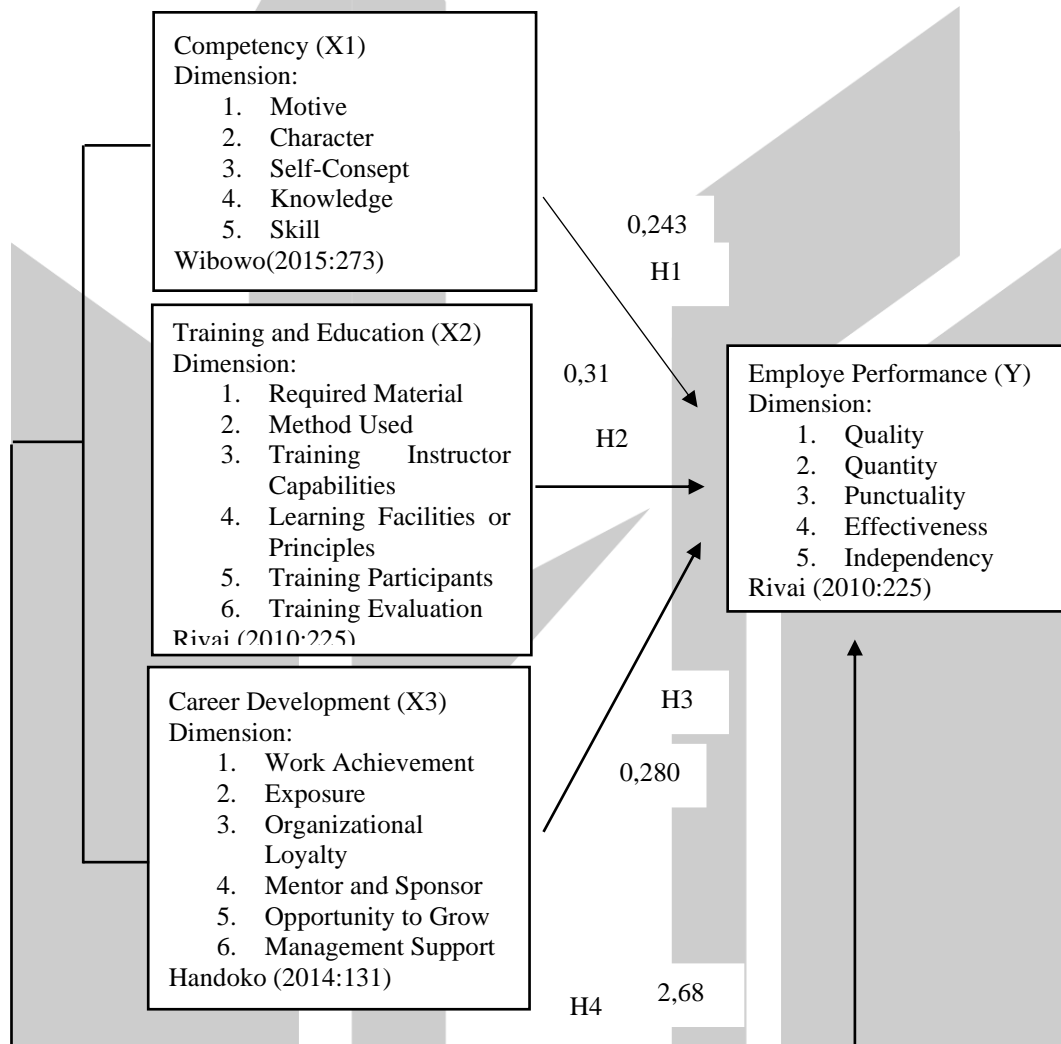 Competency (X1)
Dimension:
1. Motive
2. Character
3. Self-Consept
4. Knowledge
5. Skill
Wibowo(2015:273)
0,243
H1
Training and Education (X2)
Dimension:
1. Required Material
2. Method Used
3. Training Instructor
Capabilities
4. Learning Facilities or
Principles
5. Training Participants
6. Training Evaluation
Rivai (2010:225)
0,31
H2
Employe Performance (Y)
Dimension:
1. Quality
2. Quantity
3. Punctuality
4. Effectiveness
5. Independency
Rivai (2010:225)
Career Development (X3)
Dimension:
1. Work Achievement
2. Exposure
3. Organizational
Loyalty
4. Mentor and Sponsor
5. Opportunity to Grow
6. Management Support
Handoko (2014:131)
H3
0,280
H4
2,68